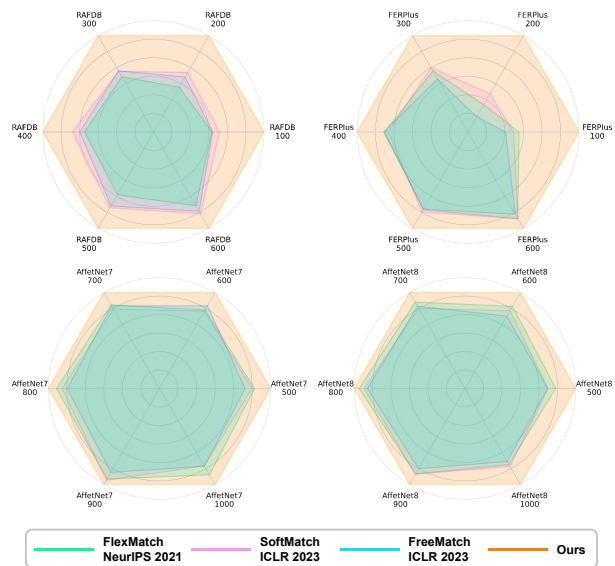 RAFDB
300
RAFDB
200
RAFDB
400
RAFDB
100
RAFDB
500
RAFDB
600
FERPlus
300
FERPlus
200
FERPlus
400
FERPlus
100
FERPlus
500
FERPlus
600
AffetNet7
700
AffetNet7
600
AffetNet7
800
AffetNet7
500
AffetNet7
900
AffetNet7
1000
AffetNet8
700
AffetNet8
600
AffetNet8
800
AffetNet8
500
AffetNet8
900
AffetNet8
1000
FlexMatch
NeurIPS 2021
SoftMatch
ICLR 2023
FreeMatch
ICLR 2023
Ours